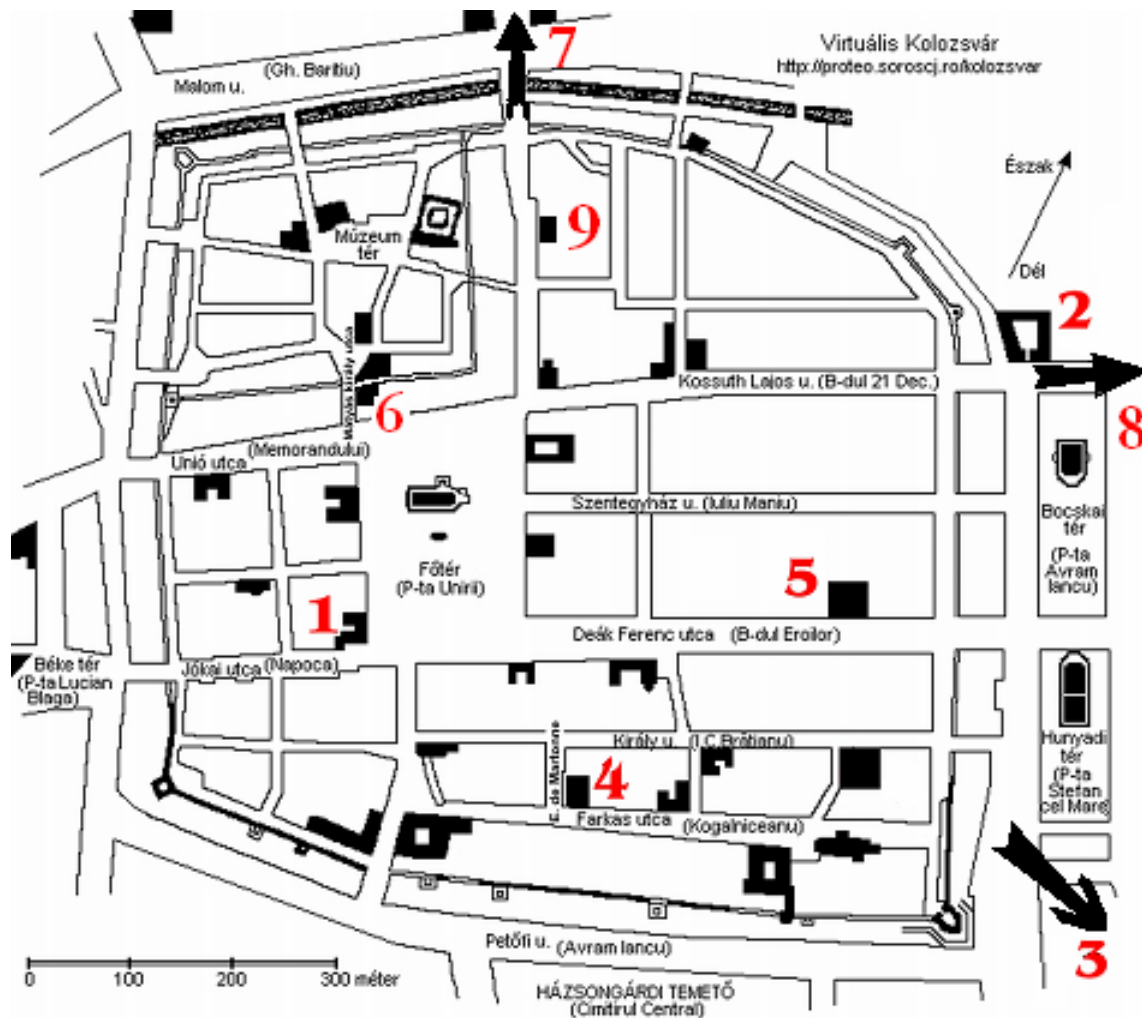 7
Virtuális Kolozsvár
http://proteo.soroscj.ro/kolozsvar
(Gh. Baritiu)
Malom u.
Észak
Dél
9
Múzeum
tér
2
Mátyás király utca
Kossuth Lajos u. (B-dul 21 Dec.)
6
8
(Memorandului)
Unió utca
Szentegyház u. (Iuliu Maniu)
Bocskai
tér
(P-ta
Avram
Iancu)
Főtér
(P-ta Unirii)
5
1
Deák Ferenc utca (B-dul Eroilor)
Béke tér
(P-ta Lucian
Blaga)
Jókai utca (Napoca)
Király u. (I.C.Brătianu)
E. de Martonne
Hunyadi
tér
(P-ta
Stefan
cel Mare)
4
Farkas utca (Kogalniceanu)
3
Petőfi u. (Avram Iancu)
0 100 200 300 méter
HÁZSONGÁRDI TEMETŐ
(Cimitirul Central)